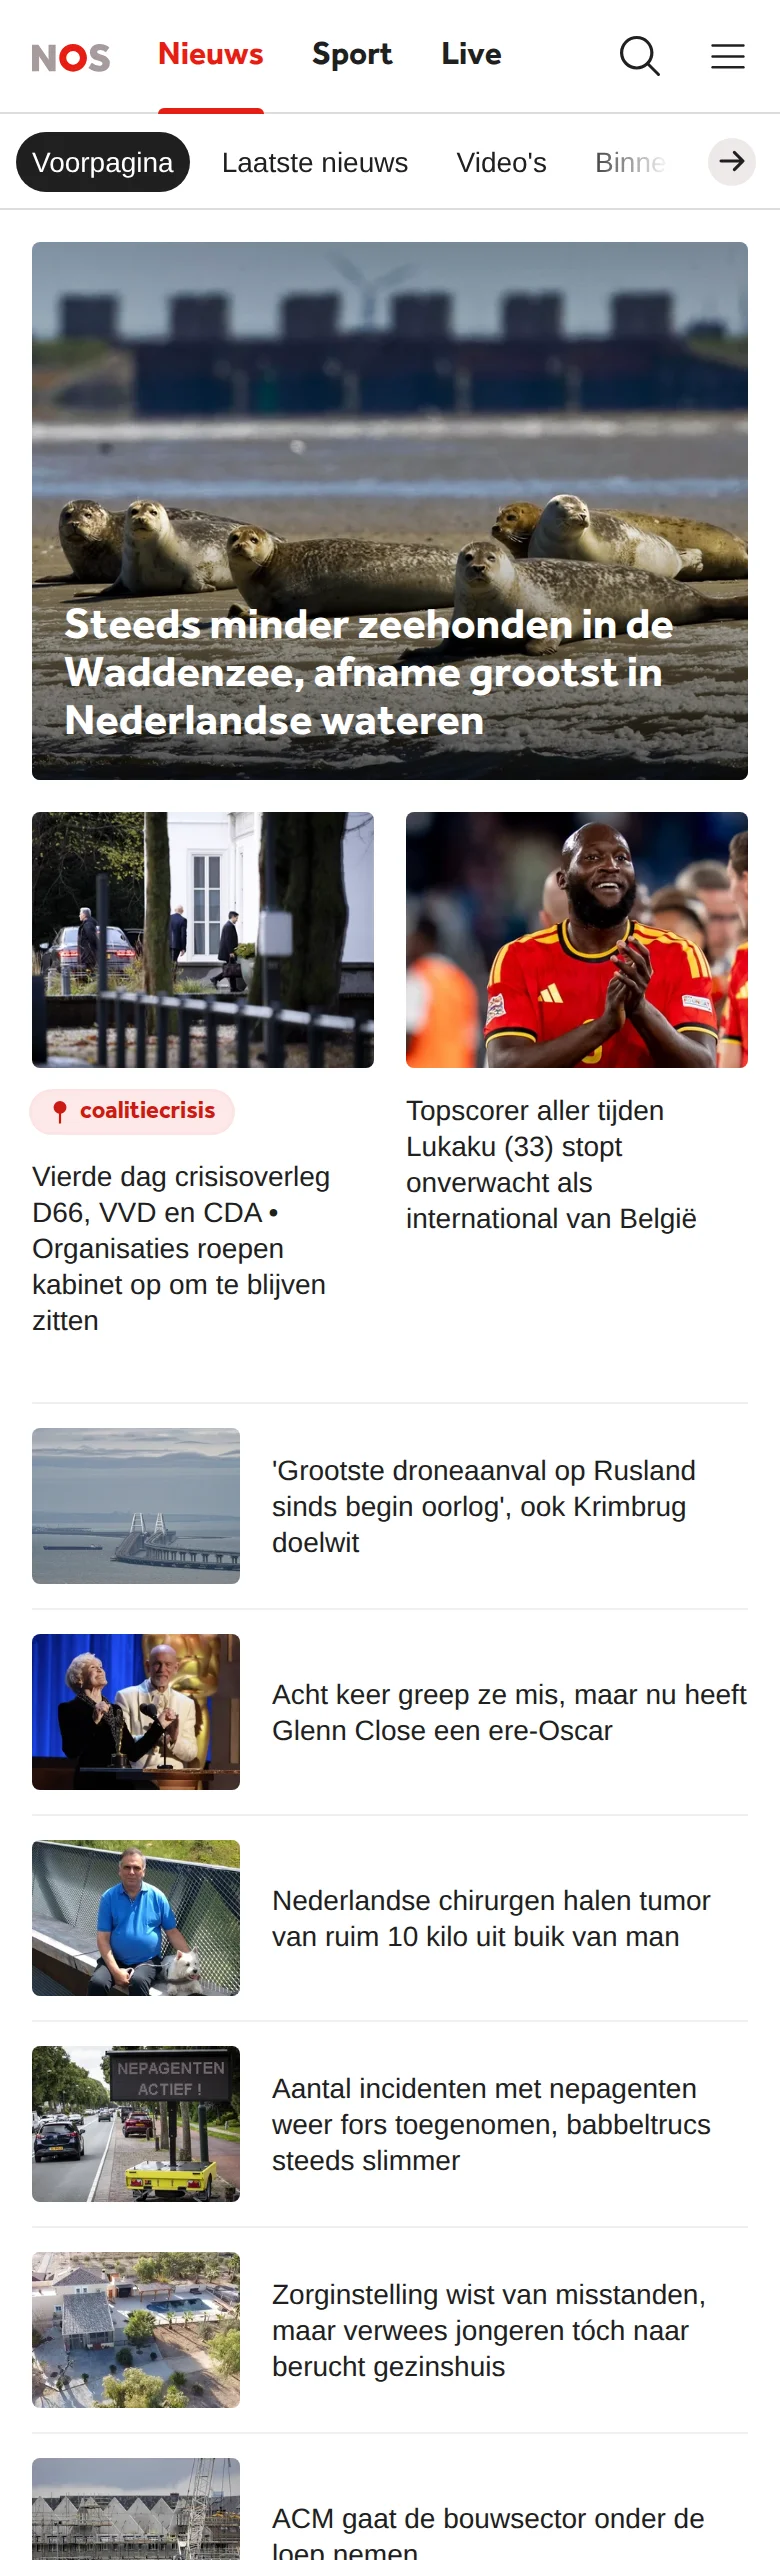 NOS
Nieuws
Sport
Live
Voorpagina
Laatste nieuws
Video's
Binne
Steeds minder zeehonden in de
Waddenzee, afname grootst in
Nederlandse wateren
coalitiecrisis
Vierde dag crisisoverleg
D66, VVD en CDA •
Organisaties roepen
kabinet op om te blijven
zitten
Topscorer aller tijden
Lukaku (33) stopt
onverwacht als
international van België
'Grootste droneaanval op Rusland
sinds begin oorlog', ook Krimbrug
doelwit
Acht keer greep ze mis, maar nu heeft
Glenn Close een ere-Oscar
Nederlandse chirurgen halen tumor
van ruim 10 kilo uit buik van man
NEPAGENTEN
ACTIEF !
Aantal incidenten met nepagenten
weer fors toegenomen, babbeltrucs
steeds slimmer
Zorginstelling wist van misstanden,
maar verwees jongeren tóch naar
berucht gezinshuis
ACM gaat de bouwsector onder de
loep nemen